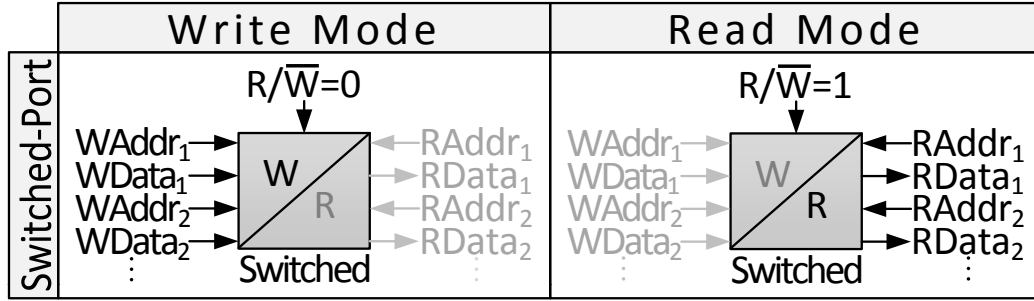 Write Mode
Read Mode
Switched-Port
R/W̅=0
WAddr₁
WData₁
WAddr₂
WData₂
⋮
W
R
RAddr₁
RData₁
RAddr₂
RData₂
⋮
Switched
R/W̅=1
WAddr₁
WData₁
WAddr₂
WData₂
⋮
W
R
RAddr₁
RData₁
RAddr₂
RData₂
⋮
Switched